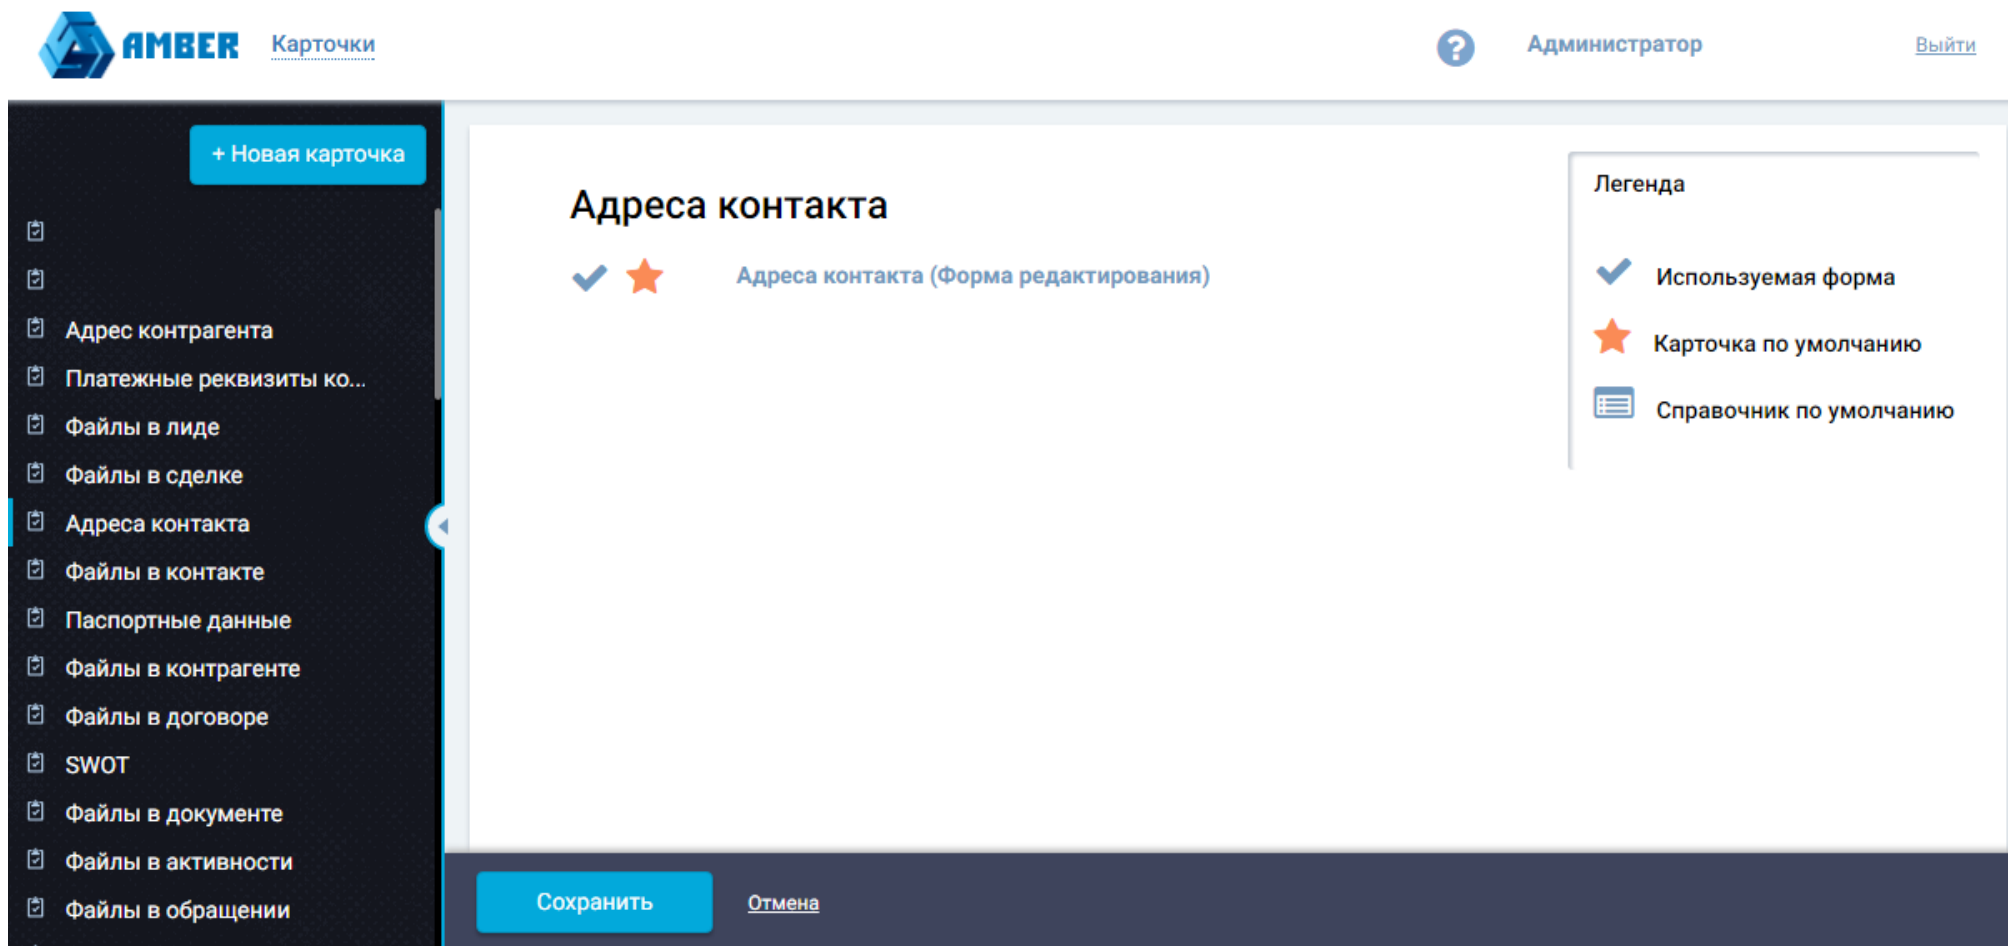 AMBER Карточки ? Администратор Выйти
+ Новая карточка
Адрес контрагента
Платежные реквизиты ко...
Файлы в лиде
Файлы в сделке
Адреса контакта
Файлы в контакте
Паспортные данные
Файлы в контрагенте
Файлы в договоре
SWOT
Файлы в документе
Файлы в активности
Файлы в обращении
Адреса контакта
Адреса контакта (Форма редактирования)
Легенда
Используемая форма
Карточка по умолчанию
Справочник по умолчанию
Сохранить Отмена